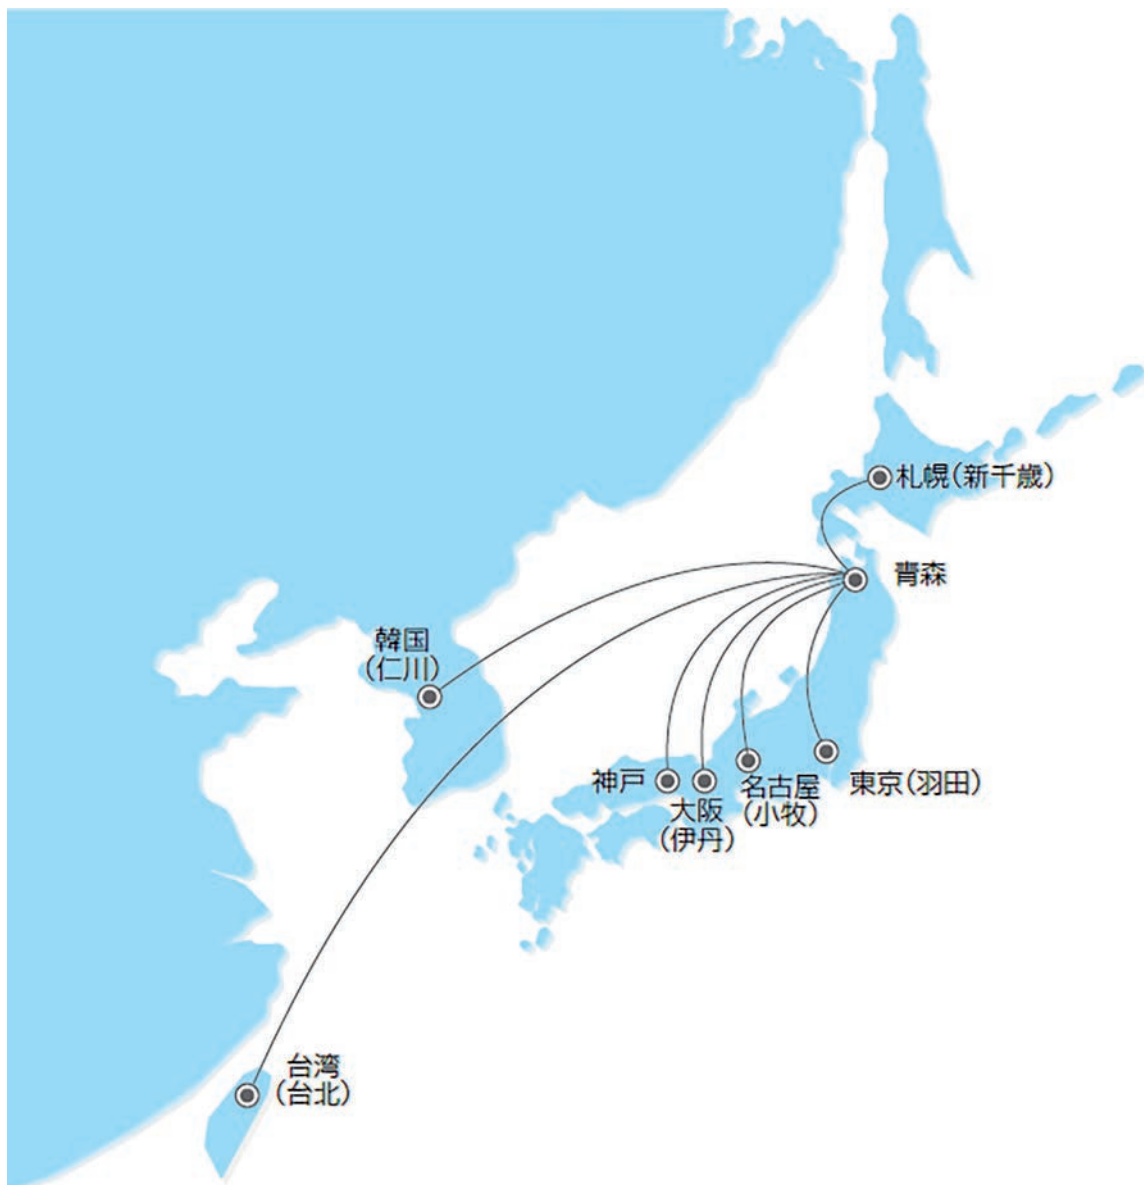 札幌(新千歳)
青森
韓国
(仁川)
神戸
大阪
(伊丹)
名古屋
(小牧)
東京(羽田)
台湾
(台北)